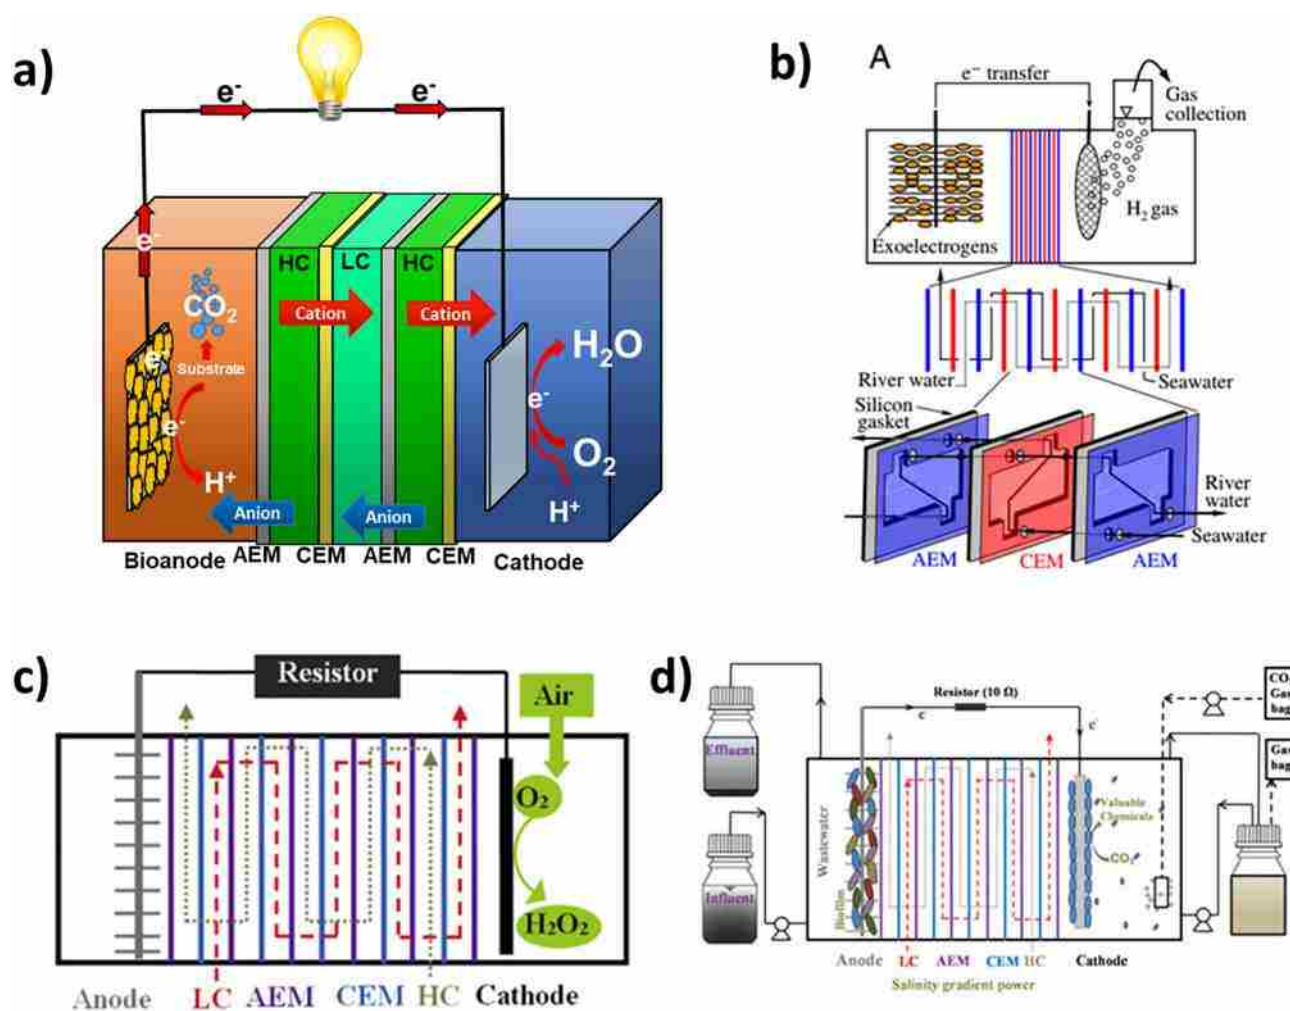 a)
e-
e-
e-
HC
LC
HC
CO2
Cation
Cation
H2O
e-
Substrate
e-
e-
O2
H+
Anion
Anion
H+
Bioanode
AEM
CEM
AEM
CEM
Cathode
b)
A
e− transfer
Gas
collection
H2 gas
Exoelectrogens
River water
Seawater
Silicon
gasket
River
water
Seawater
AEM
CEM
AEM
c)
Resistor
Air
O2
H2O2
Anode
LC
AEM
CEM
HC
Cathode
d)
Resistor (10 Ω)
Effluent
Influent
Wastewater
Biofilm
Valuable
Chemicals
CO2
Gas
bag
Anode
LC
AEM
CEM
HC
Cathode
Salinity gradient power